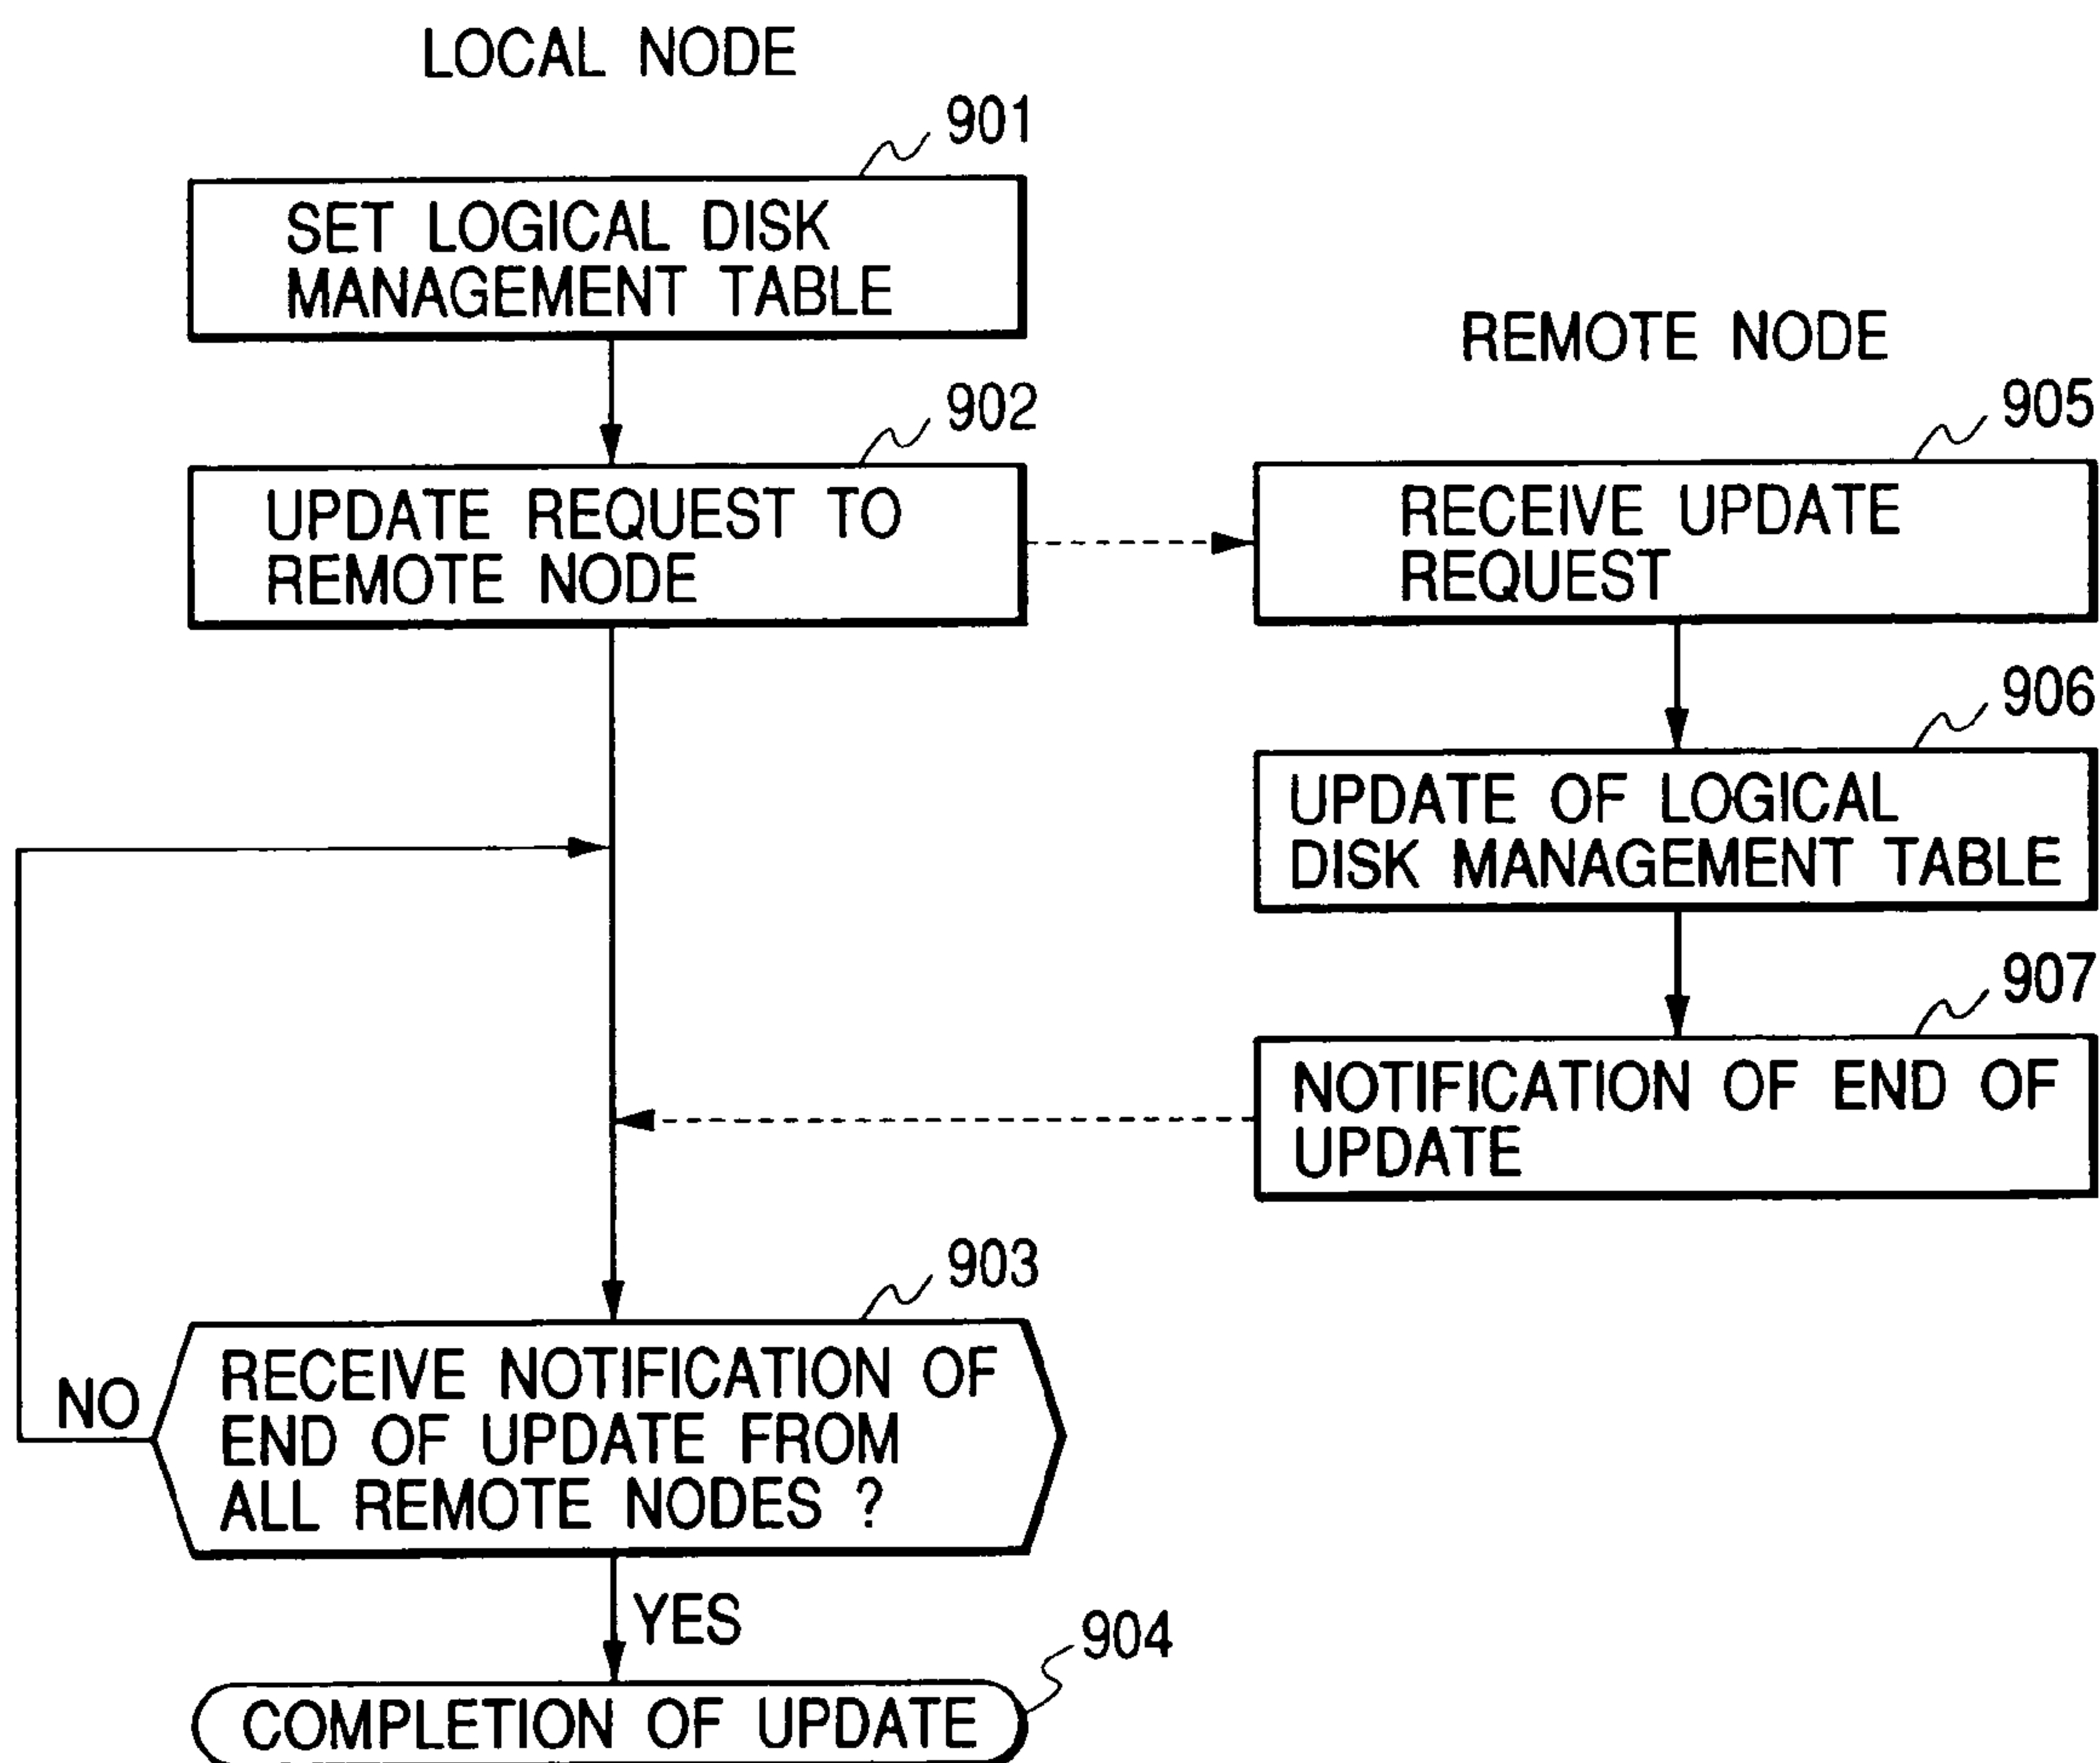 LOCAL NODE
901
SET LOGICAL DISK
MANAGEMENT TABLE
REMOTE NODE
902
905
UPDATE REQUEST TO
REMOTE NODE
RECEIVE UPDATE
REQUEST
906
UPDATE OF LOGICAL
DISK MANAGEMENT TABLE
907
NOTIFICATION OF END OF
UPDATE
903
NO
RECEIVE NOTIFICATION OF
END OF UPDATE FROM
ALL REMOTE NODES ?
YES
904
COMPLETION OF UPDATE